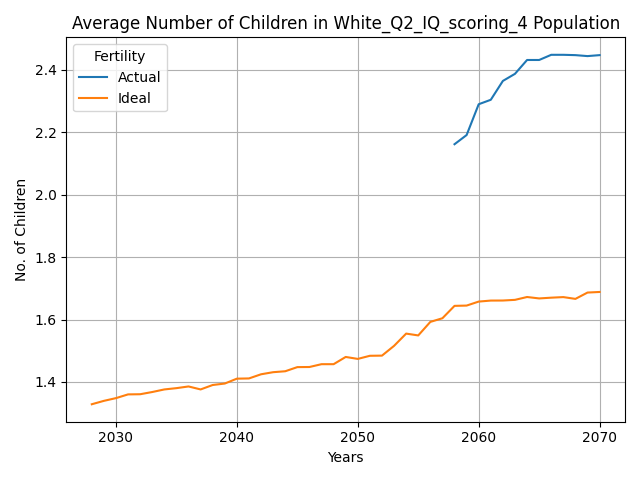 Average Number of Children in White_Q2_IQ_scoring_4 Population
Fertility
Actual
Ideal
No. of Children
2.4
2.2
2.0
1.8
1.6
1.4
2030 2040 2050 2060 2070
Years